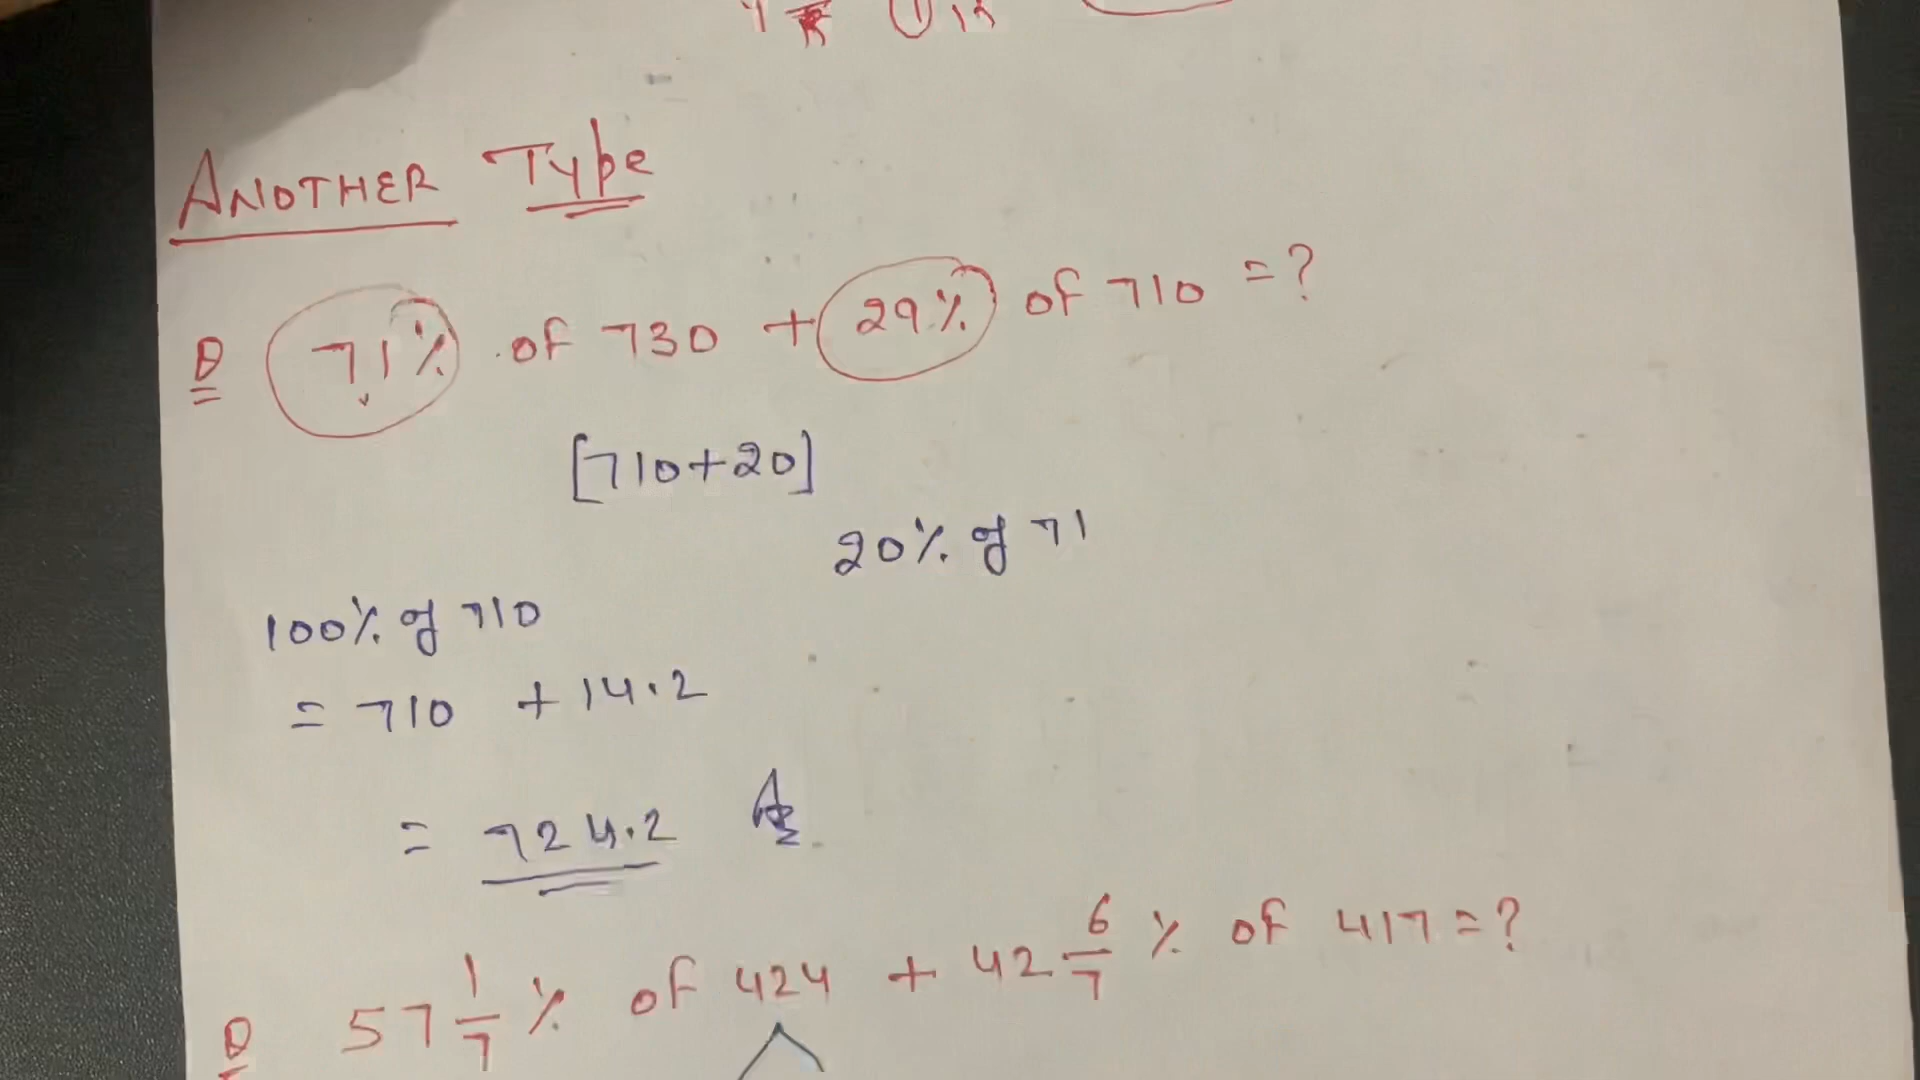 ANOTHER Type
Q 71% of 730 + 29% of 710 = ?
[710+20]
20% of 71
100% of 710
= 710 + 14.2
= 724.2 A
Q 57 1/7 % of 424 + 42 6/7 % of 417 = ?